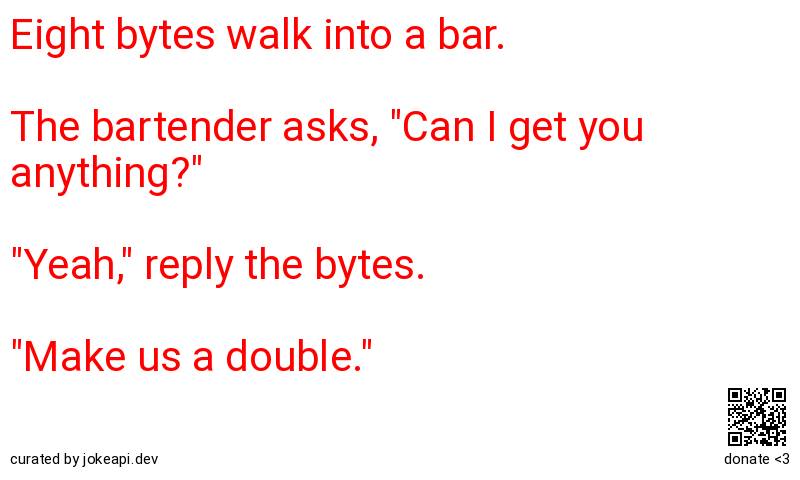 Eight bytes walk into a bar.
The bartender asks, "Can I get you
anything?"
"Yeah," reply the bytes.
"Make us a double."
curated by jokeapi.dev
donate <3